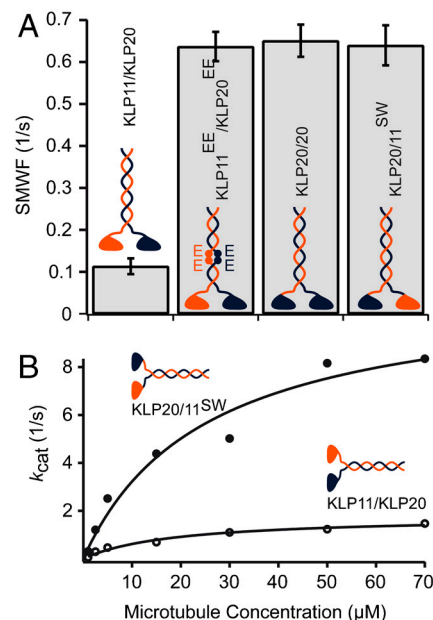 A
SMWF (1/s)
0.7
0.6
0.5
0.4
0.3
0.2
0.1
0
KLP11/KLP20
KLP11EE/KLP20EE
EE
EE
KLP20/20
KLP20/11SW
B
kcat (1/s)
8
6
4
2
KLP20/11SW
KLP11/KLP20
10
20
30
40
50
60
70
Microtubule Concentration (μM)